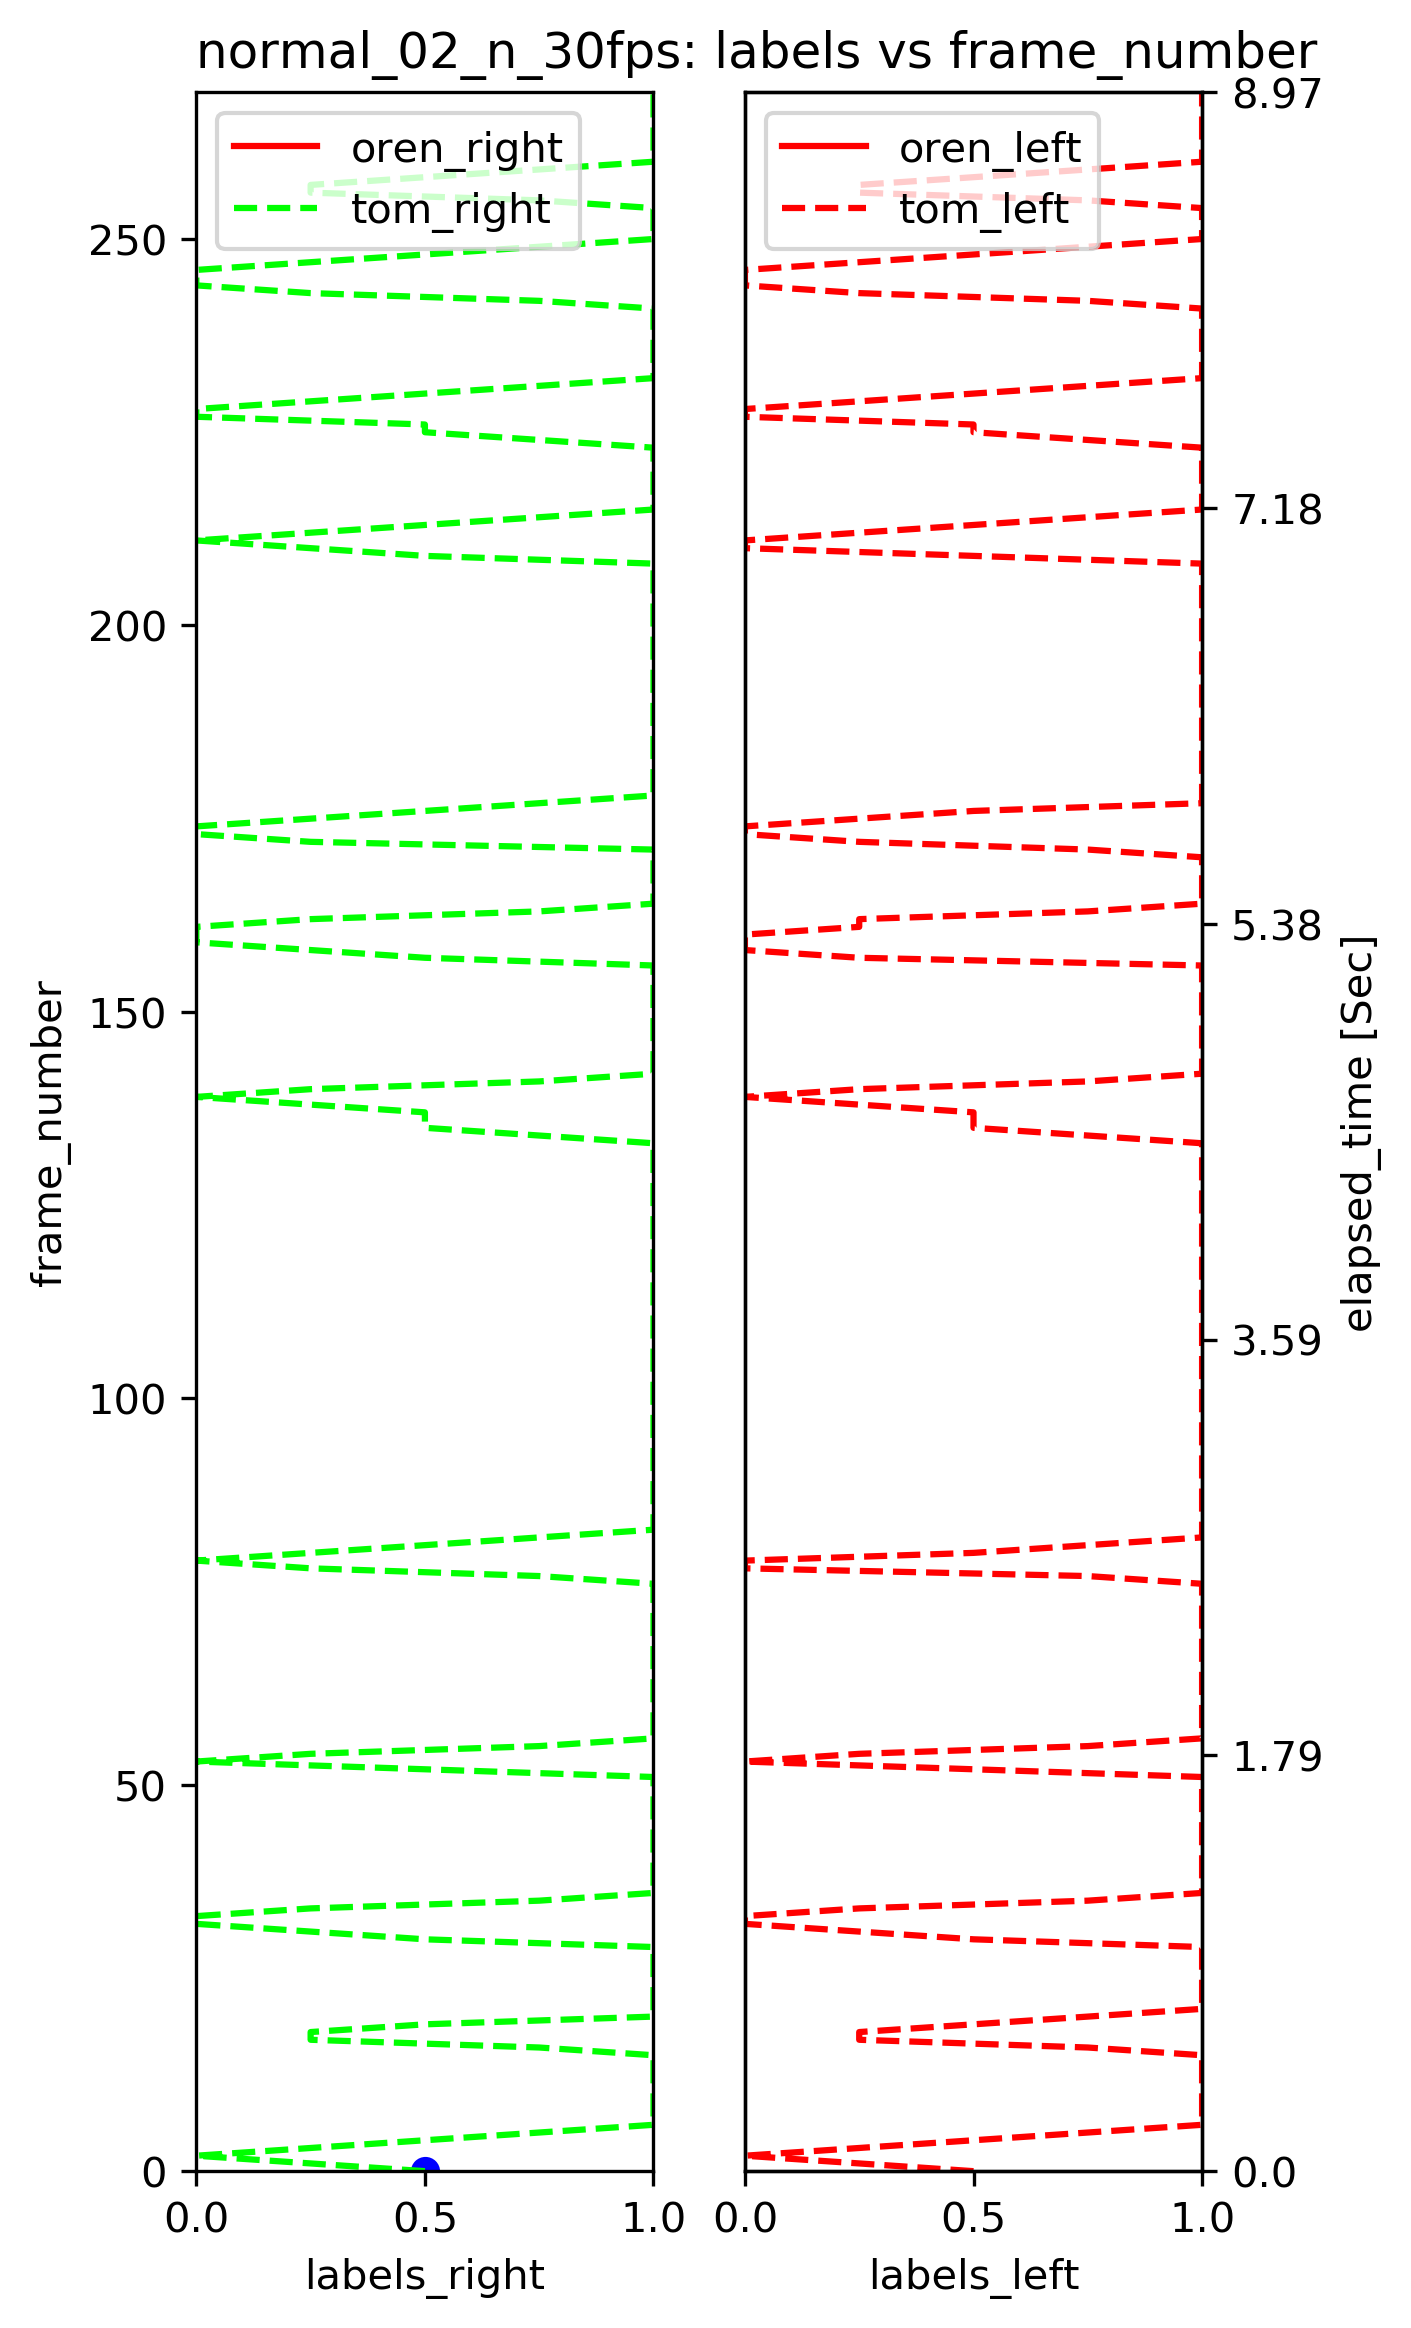 normal_02_n_30fps: labels vs frame_number
oren_right
tom_right
oren_left
tom_left
250
200
150
100
50
0
frame_number
0.0
0.5
1.0
labels_right
0.0
0.5
1.0
labels_left
8.97
7.18
5.38
3.59
1.79
0.0
elapsed_time [Sec]